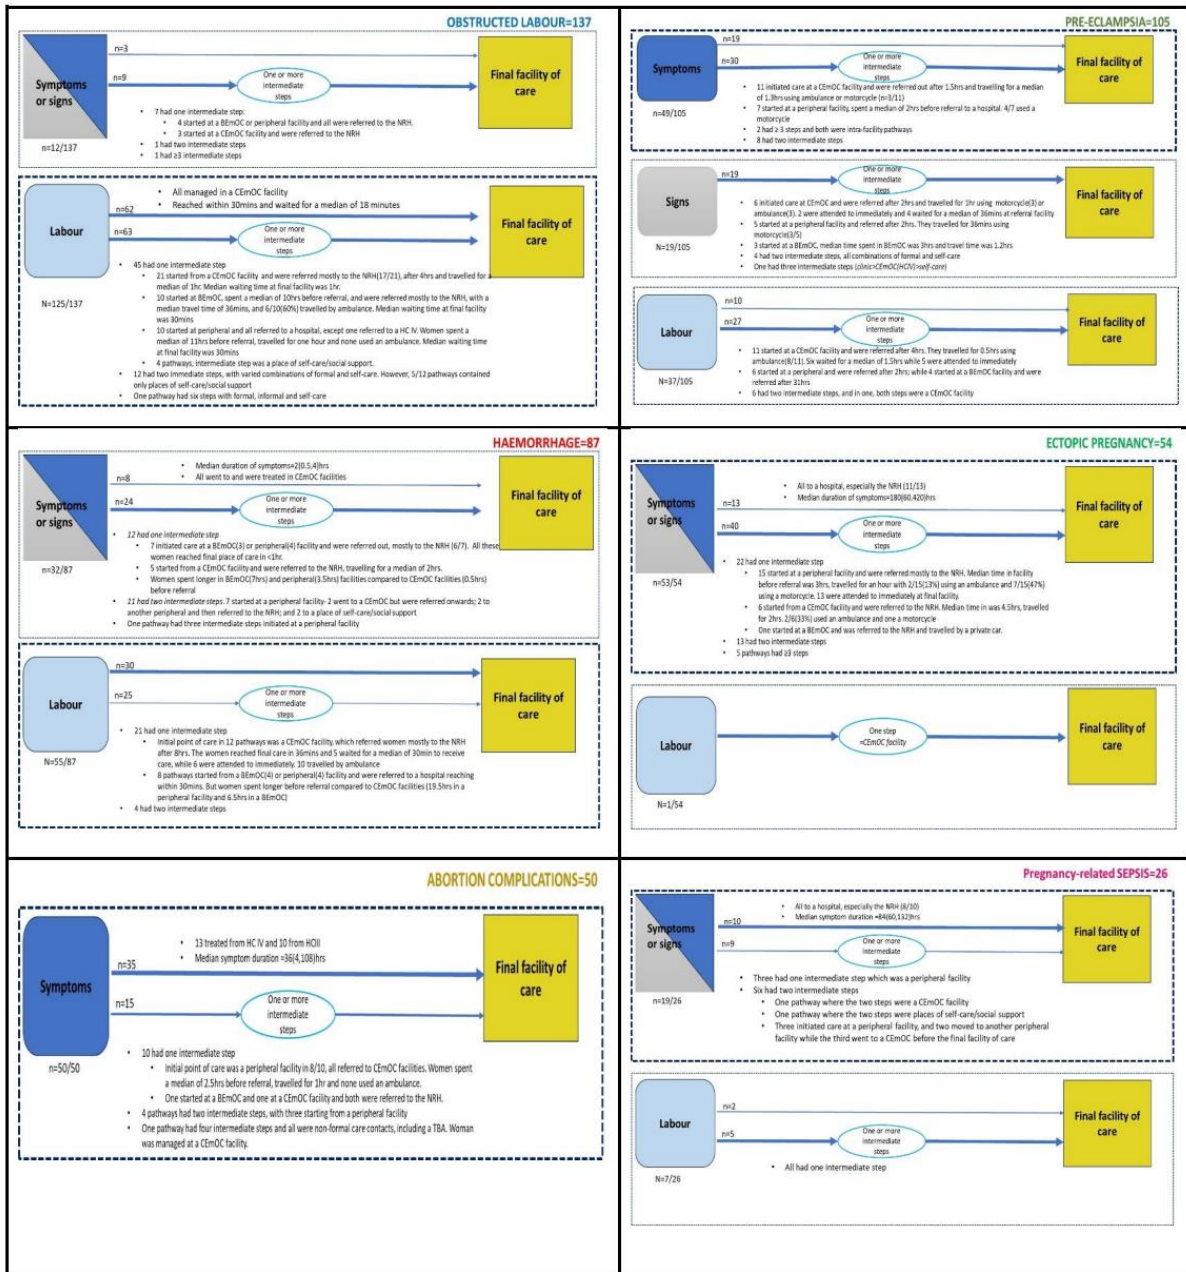 OBSTRUCTED LABOUR=137
Symptoms
or signs
n=12/137
n=3
n=9
One or more
intermediate
steps
Final facility of
care
• 7 had one intermediate step:
• 4 started at a BEmOC or peripheral facility and all were referred to the NRH.
• 3 started at a CEmOC facility and were referred to the NRH
• 1 had two intermediate steps
• 1 had ≥3 intermediate steps
Labour
N=125/137
• All managed in a CEmOC facility
• Reached within 30mins and waited for a median of 18 minutes
n=62
n=63
One or more
intermediate
steps
Final facility of
care
• 45 had one intermediate step
• 21 started from a CEmOC facility and were referred mostly to the NRH(17/21), after 4hrs and travelled for a
median of 1hr. Median waiting time at final facility was 1hr.
• 10 started at BEmOC, spent a median of 10hrs before referral, and were referred mostly to the NRH, with a
median travel time of 36mins, and 6/10(60%) travelled by ambulance. Median waiting time at final facility
was 30mins
• 10 started at peripheral and all referred to a hospital, except one referred to a HC IV. Women spent a
median of 11hrs before referral, travelled for one hour and none used an ambulance. Median waiting time
at final facility was 30mins
• 4 pathways, intermediate step was a place of self-care/social support.
• 12 had two immediate steps, with varied combinations of formal and self-care. However, 5/12 pathways contained
only places of self-care/social support
• One pathway had six steps with formal, informal and self-care
PRE-ECLAMPSIA=105
Symptoms
n=49/105
n=19
n=30
One or more
intermediate
steps
Final facility of
care
• 11 initiated care at a CEmOC facility and were referred out after 1.5hrs and travelling for a median
of 1.3hrs using ambulance or motorcycle (n=3/11)
• 7 started at a peripheral facility, spent a median of 2hrs before referral to a hospital. 4/7 used a
motorcycle
• 2 had ≥ 3 steps and both were intra-facility pathways
• 8 had two intermediate steps
Signs
N=19/105
n=19
One or more
intermediate
steps
Final facility of
care
• 6 initiated care at CEmOC and were referred after 2hrs and travelled for 1hr using motorcycle(3) or
ambulance(3). 2 were attended to immediately and 4 waited for a median of 36mins at referral facility
• 5 started at a peripheral facility and referred after 2hrs. They travelled for 36mins using
motorcycle(3/5)
• 3 started at a BEmOC, median time spent in BEmOC was 3hrs and travel time was 1.2hrs
• 4 had two intermediate steps, all combinations of formal and self-care
• One had three intermediate steps (clinic>CEmOC(HCIV)>self-care)
Labour
N=37/105
n=10
n=27
One or more
intermediate
steps
Final facility of
care
• 11 started at a CEmOC facility and were referred after 4hrs. They travelled for 0.5hrs using
ambulance(8/11). Six waited for a median of 1.5hrs while 5 were attended to immediately
• 6 started at a peripheral and were referred after 2hrs; while 4 started at a BEmOC facility and were
referred after 31hrs
• 6 had two intermediate steps, and in one, both steps were a CEmOC facility
HAEMORRHAGE=87
Symptoms
or signs
n=32/87
• Median duration of symptoms=2(0.5,4)hrs
• All went to and were treated in CEmOC facilities
n=8
n=24
One or more
intermediate
steps
Final facility of
care
• 12 had one intermediate step
• 7 initiated care at a BEmOC(3) or peripheral(4) facility and were referred out, mostly to the NRH (6/7). All these
women reached final place of care in <1hr.
• 5 started from a CEmOC facility and were referred to the NRH, travelling for a median of 2hrs.
• Women spent longer in BEmOC(7hrs) and peripheral(3.5hrs) facilities compared to CEmOC facilities (0.5hrs)
before referral
• 11 had two intermediate steps. 7 started at a peripheral facility- 2 went to a CEmOC but were referred onwards; 2 to
another peripheral and then referred to the NRH; and 2 to a place of self-care/social support
• One pathway had three intermediate steps initiated at a peripheral facility
Labour
N=55/87
n=30
n=25
One or more
intermediate
steps
Final facility of
care
• 21 had one intermediate step
• Initial point of care in 12 pathways was a CEmOC facility, which referred women mostly to the NRH
after 8hrs. The women reached final care in 36mins and 5 waited for a median of 30min to receive
care, while 6 were attended to immediately. 10 travelled by ambulance
• 8 pathways started from a BEmOC(4) or peripheral(4) facility and were referred to a hospital reaching
within 30mins. But women spent longer before referral compared to CEmOC facilities (19.5hrs in a
peripheral facility and 6.5hrs in a BEmOC)
• 4 had two intermediate steps
ECTOPIC PREGNANCY=54
Symptoms
or signs
n=53/54
• All to a hospital, especially the NRH (11/13)
• Median duration of symptoms=180(60,420)hrs
n=13
n=40
One or more
intermediate
steps
Final facility of
care
• 22 had one intermediate step
• 15 started at a peripheral facility and were referred mostly to the NRH. Median time in facility
before referral was 3hrs, travelled for an hour with 2/15(13%) using an ambulance and 7/15(47%)
using a motorcycle. 13 were attended to immediately at final facility.
• 6 started from a CEmOC facility and were referred to the NRH. Median time in was 4.5hrs, travelled
for 2hrs. 2/6(33%) used an ambulance and one a motorcycle
• One started at a BEmOC and was referred to the NRH and travelled by a private car.
• 13 had two intermediate steps
• 5 pathways had ≥3 steps
Labour
N=1/54
One step
=CEmOC facility
Final facility of
care
ABORTION COMPLICATIONS=50
Symptoms
n=50/50
• 13 treated from HC IV and 10 from HOII
• Median symptom duration =36(4,108)hrs
n=35
n=15
One or more
intermediate
steps
Final facility of
care
• 10 had one intermediate step
• Initial point of care was a peripheral facility in 8/10, all referred to CEmOC facilities. Women spent
a median of 2.5hrs before referral, travelled for 1hr and none used an ambulance.
• One started at a BEmOC and one at a CEmOC facility and both were referred to the NRH.
• 4 pathways had two intermediate steps, with three starting from a peripheral facility
• One pathway had four intermediate steps and all were non-formal care contacts, including a TBA. Woman
was managed at a CEmOC facility.
Pregnancy-related SEPSIS=26
Symptoms
or signs
n=19/26
• All to a hospital, especially the NRH (8/10)
• Median symptom duration =84(60,132)hrs
n=10
n=9
One or more
intermediate
steps
Final facility of
care
• Three had one intermediate step which was a peripheral facility
• Six had two intermediate steps
• One pathway where the two steps were a CEmOC facility
• One pathway where the two steps were places of self-care/social support
• Three initiated care at a peripheral facility, and two moved to another peripheral
facility while the third went to a CEmOC before the final facility of care
Labour
N=7/26
n=2
n=5
One or more
intermediate
steps
Final facility of
care
• All had one intermediate step